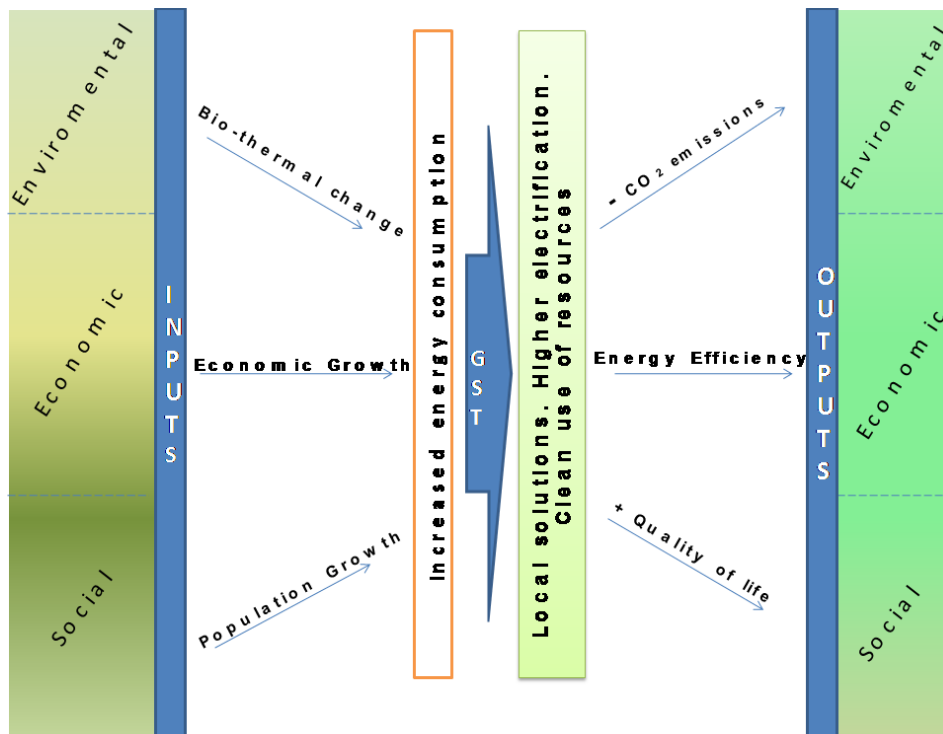 Enviromental
Economic
Social
INPUTS
Bio-thermal change
Economic Growth
Population Growth
Increased energy consumption
GST
Local solutions. Higher electrification.
Clean use of resources
- CO₂ emissions
Energy Efficiency
+ Quality of life
OUTPUTS
Enviromental
Economic
Social